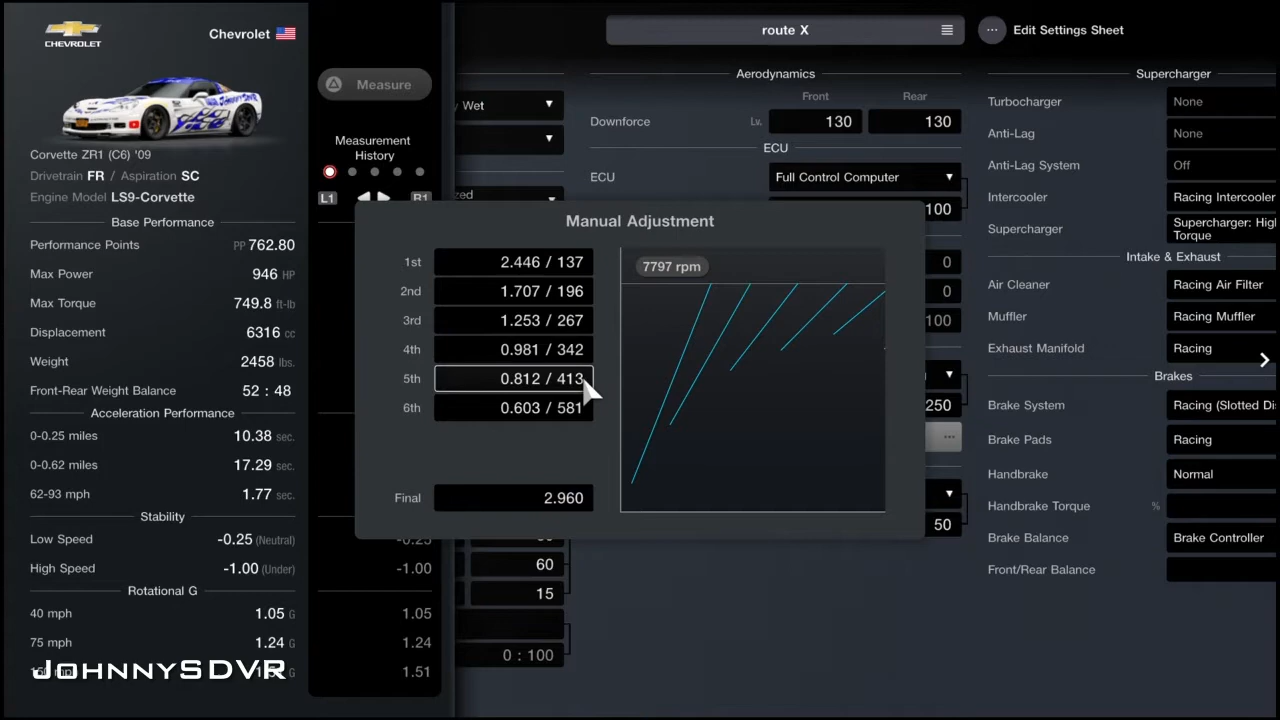 CHEVROLET
Chevrolet
JohnnySDVR
Corvette ZR1 (C6) '09
Drivetrain FR / Aspiration SC
Engine Model LS9-Corvette
Base Performance
Performance Points PP 762.80
Max Power 946 HP
Max Torque 749.8 ft-lb
Displacement 6316 cc
Weight 2458 lbs.
Front-Rear Weight Balance 52 : 48
Acceleration Performance
0-0.25 miles 10.38 sec.
0-0.62 miles 17.29 sec.
62-93 mph 1.77 sec.
Stability
Low Speed -0.25 (Neutral)
High Speed -1.00 (Under)
Rotational G
40 mph 1.05 G
75 mph 1.24 G
JohnnySDVR
Measure
Measurement
History
L1 R1
-0.25
-1.00
1.05
1.24
1.51
route X
Edit Settings Sheet
Wet
Aerodynamics
Front Rear
Downforce Lv. 130 130
ECU
ECU Full Control Computer
100
Manual Adjustment
1st 2.446 / 137
2nd 1.707 / 196
3rd 1.253 / 267
4th 0.981 / 342
5th 0.812 / 413
6th 0.603 / 581
Final 2.960
7797 rpm
0
0
100
250
50
60
15
0 : 100
Supercharger
Turbocharger None
Anti-Lag None
Anti-Lag System Off
Intercooler Racing Intercooler
Supercharger Supercharger: High
Torque
Intake & Exhaust
Air Cleaner Racing Air Filter
Muffler Racing Muffler
Exhaust Manifold Racing
Brakes
Brake System Racing (Slotted Di
Brake Pads Racing
Handbrake Normal
Handbrake Torque %
Brake Balance Brake Controller
Front/Rear Balance